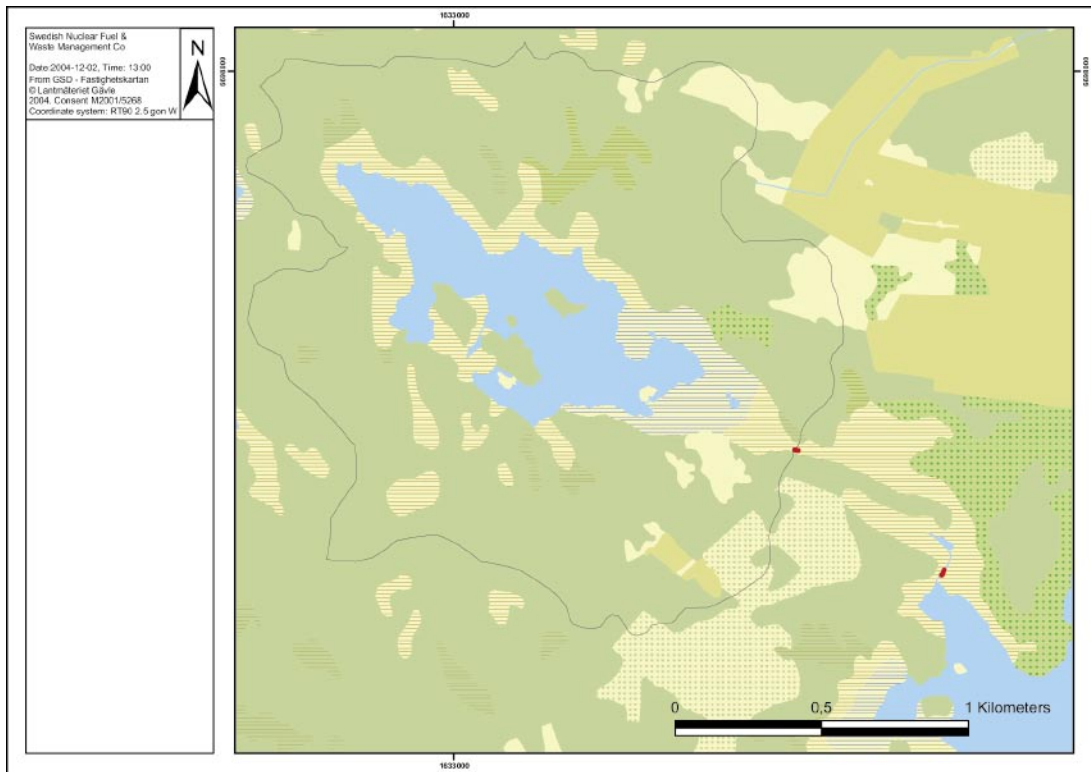 1633000
Swedish Nuclear Fuel &
Waste Management Co
Date:2004-12-02, Time: 13:00
From GSD - Fastighetskartan
© Lantmäteriet Gävle
2004. Consent M2001/5268
Coordinate system: RT90 2.5 gon W
N
0 0,5 1 Kilometers
1633000